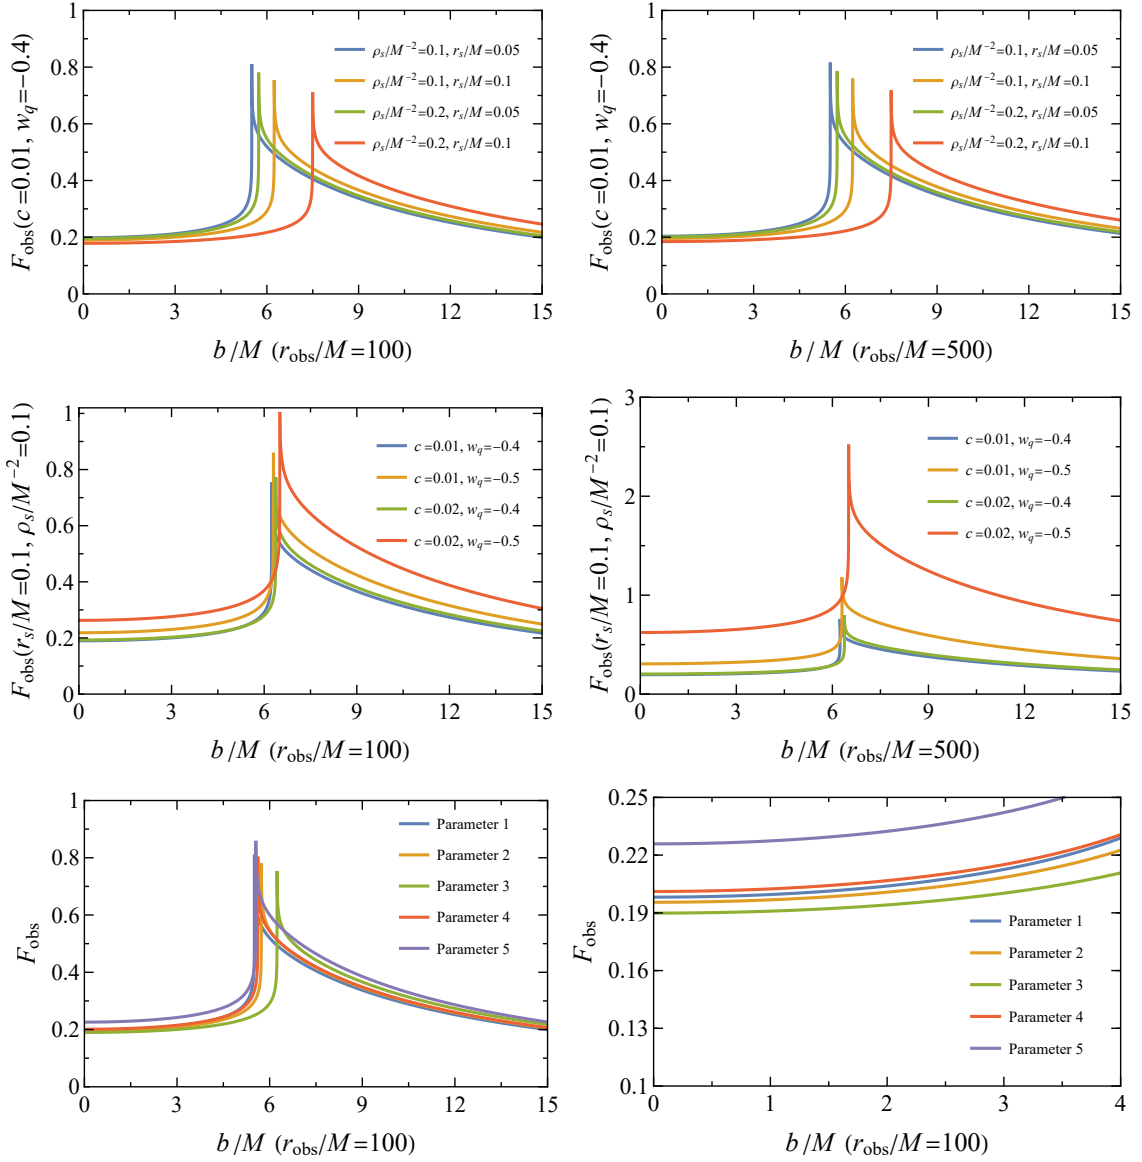 F_obs(c=0.01, w_q=−0.4)
1
0.8
0.6
0.4
0.2
0
ρ_s/M^−2=0.1, r_s/M=0.05
ρ_s/M^−2=0.1, r_s/M=0.1
ρ_s/M^−2=0.2, r_s/M=0.05
ρ_s/M^−2=0.2, r_s/M=0.1
0 3 6 9 12 15
b/M (r_obs/M=100)
F_obs(c=0.01, w_q=−0.4)
1
0.8
0.6
0.4
0.2
0
ρ_s/M^−2=0.1, r_s/M=0.05
ρ_s/M^−2=0.1, r_s/M=0.1
ρ_s/M^−2=0.2, r_s/M=0.05
ρ_s/M^−2=0.2, r_s/M=0.1
0 3 6 9 12 15
b/M (r_obs/M=500)
F_obs(r_s/M=0.1, ρ_s/M^−2=0.1)
1
0.8
0.6
0.4
0.2
0
c=0.01, w_q=−0.4
c=0.01, w_q=−0.5
c=0.02, w_q=−0.4
c=0.02, w_q=−0.5
0 3 6 9 12 15
b/M (r_obs/M=100)
F_obs(r_s/M=0.1, ρ_s/M^−2=0.1)
3
2
1
0
c=0.01, w_q=−0.4
c=0.01, w_q=−0.5
c=0.02, w_q=−0.4
c=0.02, w_q=−0.5
0 3 6 9 12 15
b/M (r_obs/M=500)
F_obs
1
0.8
0.6
0.4
0.2
0
Parameter 1
Parameter 2
Parameter 3
Parameter 4
Parameter 5
0 3 6 9 12 15
b/M (r_obs/M=100)
F_obs
0.25
0.22
0.19
0.16
0.13
0.1
Parameter 1
Parameter 2
Parameter 3
Parameter 4
Parameter 5
0 1 2 3 4
b/M (r_obs/M=100)